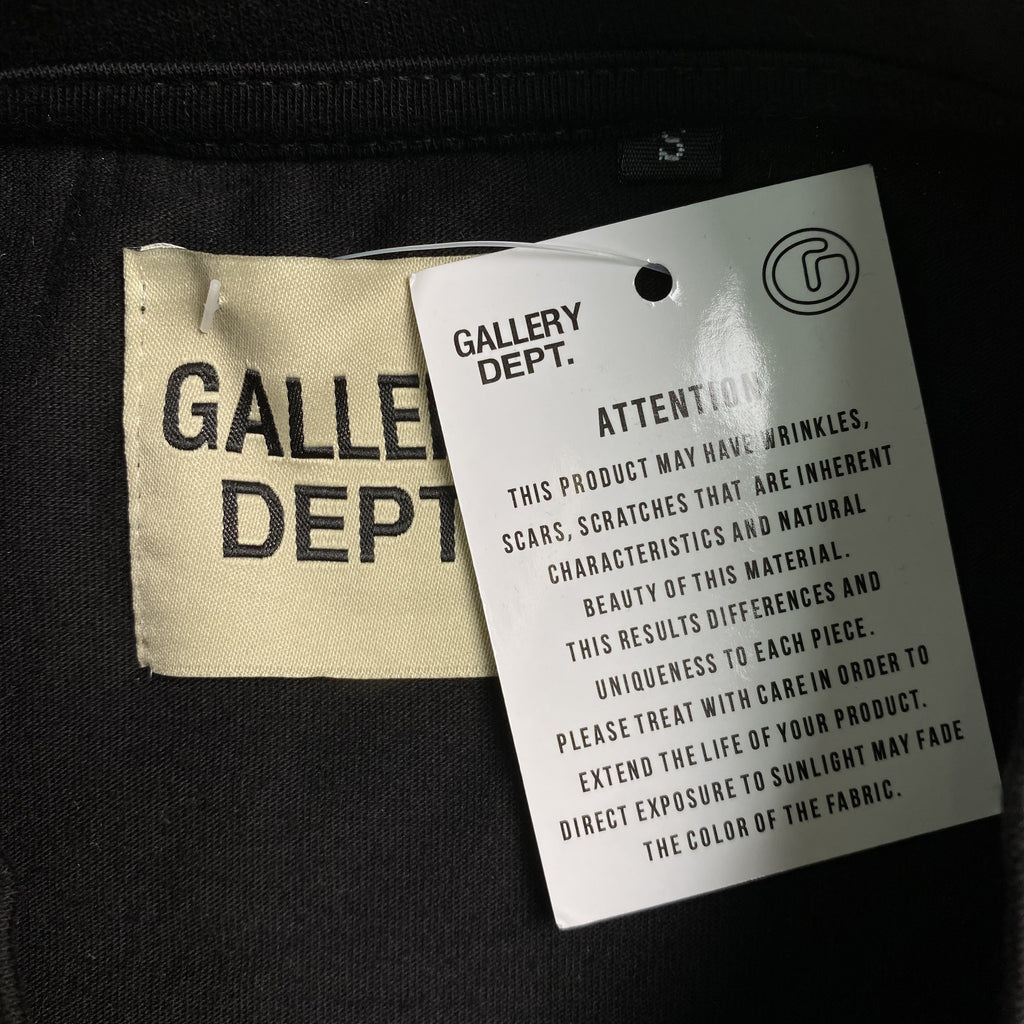 S
GALLERY
DEPT.
ATTENTION
THIS PRODUCT MAY HAVE WRINKLES,
SCARS, SCRATCHES THAT ARE INHERENT
CHARACTERISTICS AND NATURAL
BEAUTY OF THIS MATERIAL.
THIS RESULTS DIFFERENCES AND
UNIQUENESS TO EACH PIECE.
PLEASE TREAT WITH CARE IN ORDER TO
EXTEND THE LIFE OF YOUR PRODUCT.
DIRECT EXPOSURE TO SUNLIGHT MAY FADE
THE COLOR OF THE FABRIC.
GALLE
DEPT